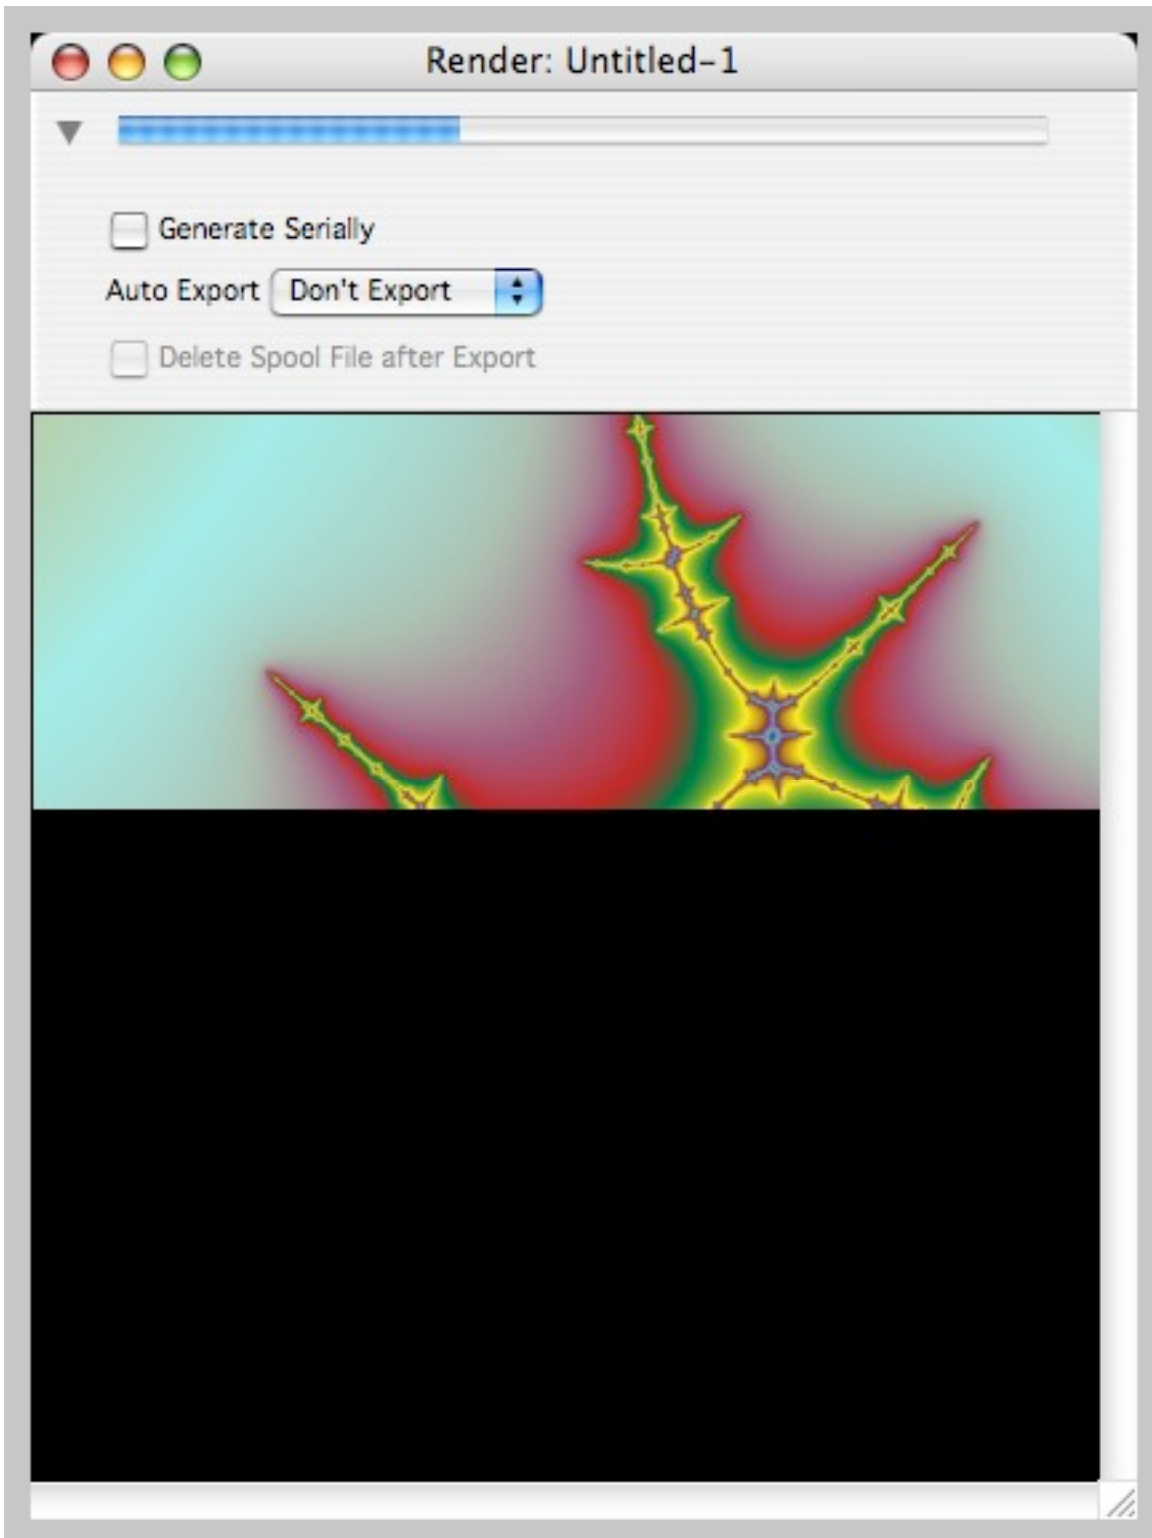 Render: Untitled-1
Generate Serially
Auto Export Don't Export
Delete Spool File after Export